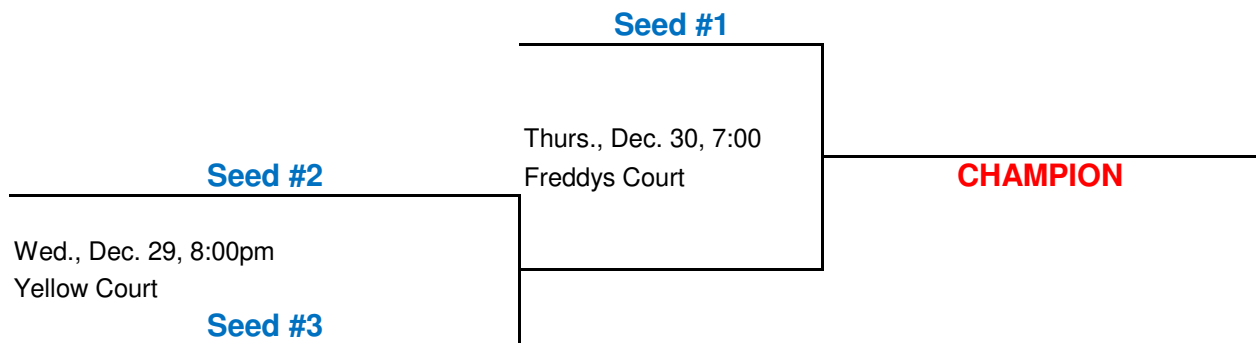 Seed #1
Thurs., Dec. 30, 7:00
Freddys Court
Seed #2
CHAMPION
Wed., Dec. 29, 8:00pm
Yellow Court
Seed #3